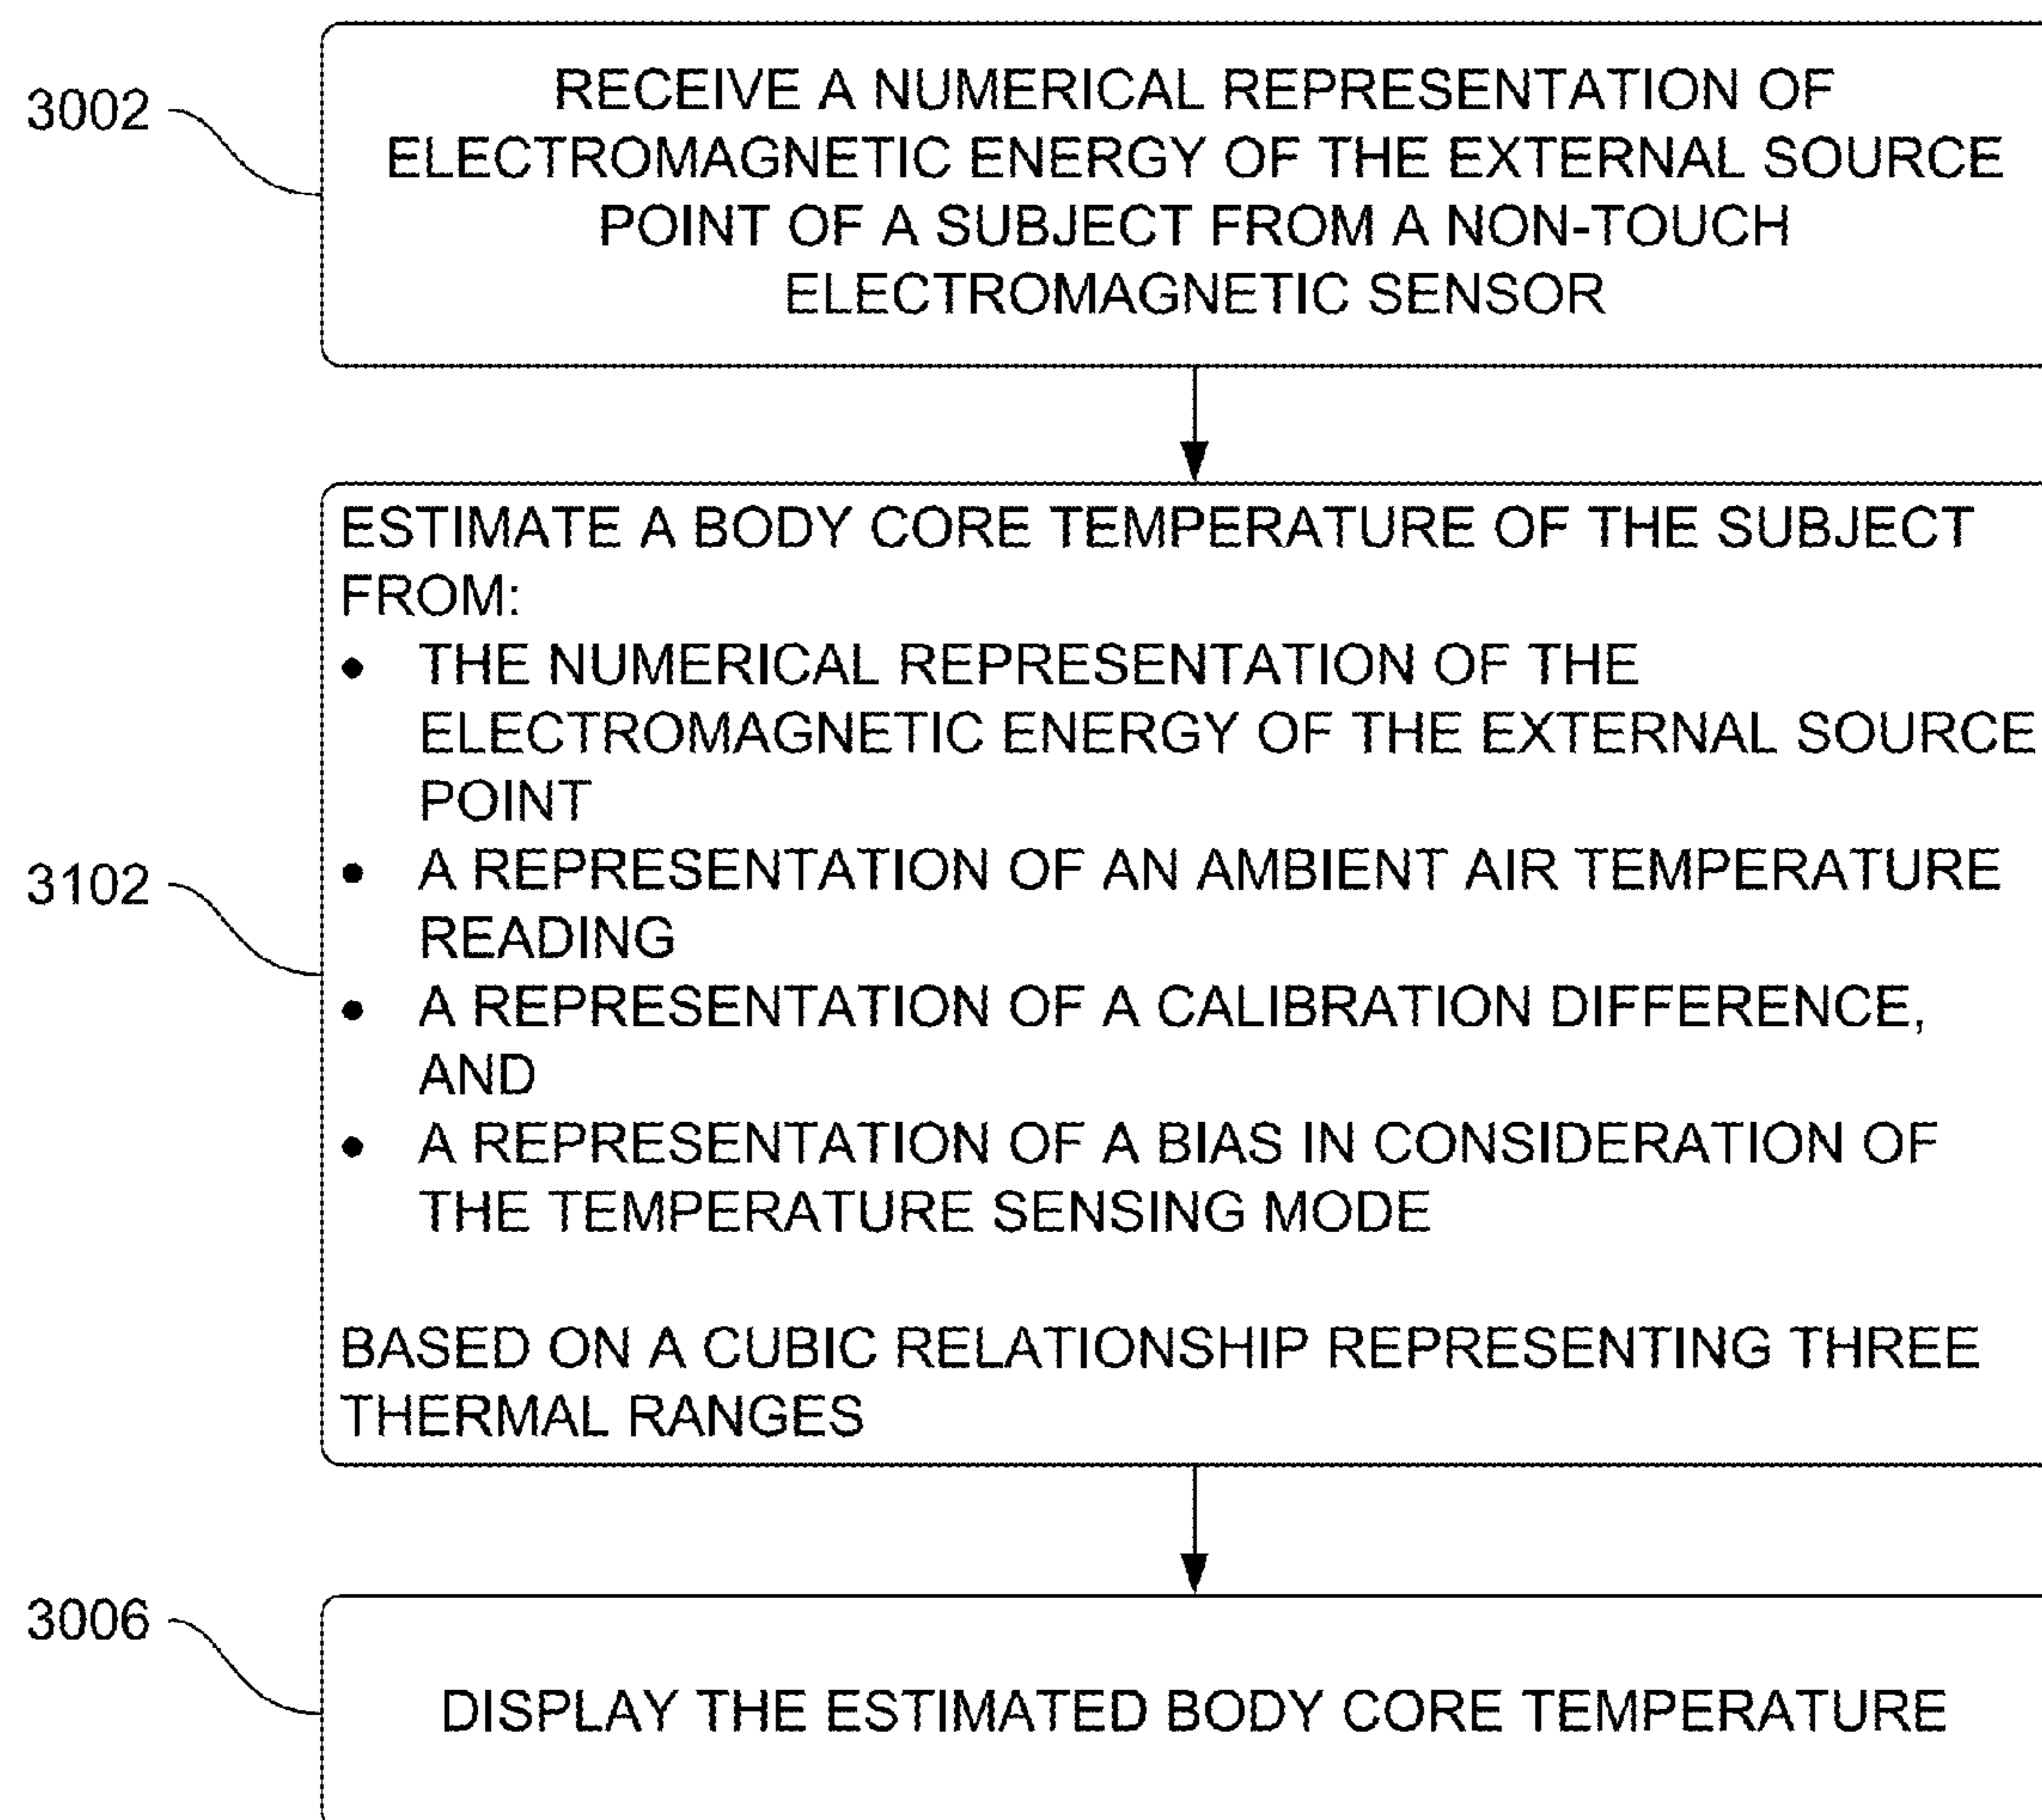 3002
RECEIVE A NUMERICAL REPRESENTATION OF
ELECTROMAGNETIC ENERGY OF THE EXTERNAL SOURCE
POINT OF A SUBJECT FROM A NON-TOUCH
ELECTROMAGNETIC SENSOR
3102
ESTIMATE A BODY CORE TEMPERATURE OF THE SUBJECT
FROM:
• THE NUMERICAL REPRESENTATION OF THE
ELECTROMAGNETIC ENERGY OF THE EXTERNAL SOURCE
POINT
• A REPRESENTATION OF AN AMBIENT AIR TEMPERATURE
READING
• A REPRESENTATION OF A CALIBRATION DIFFERENCE,
AND
• A REPRESENTATION OF A BIAS IN CONSIDERATION OF
THE TEMPERATURE SENSING MODE
BASED ON A CUBIC RELATIONSHIP REPRESENTING THREE
THERMAL RANGES
3006
DISPLAY THE ESTIMATED BODY CORE TEMPERATURE